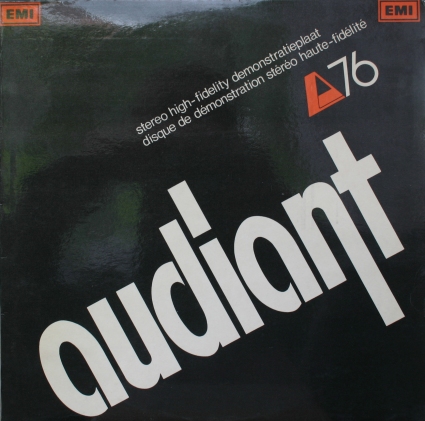 EMI
EMI
stereo high-fidelity demonstratieplaat
disque de démonstration stéréo haute-fidélité
76
audiant